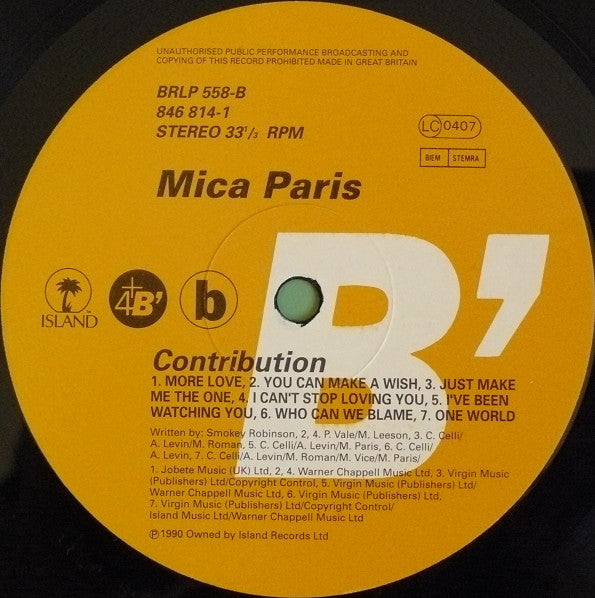 UNAUTHORISED PUBLIC PERFORMANCE BROADCASTING AND
COPYING OF THIS RECORD PROHIBITED MADE IN GREAT BRITAIN
BRLP 558-B
846 814-1
STEREO 33 1/3 RPM
LC 0407
BIEM STEMRA
Mica Paris
B’
ISLAND TM
4 B’
b
Contribution
1. MORE LOVE, 2. YOU CAN MAKE A WISH, 3. JUST MAKE
ME THE ONE, 4. I CAN'T STOP LOVING YOU, 5. I'VE BEEN
WATCHING YOU, 6. WHO CAN WE BLAME, 7. ONE WORLD
Written by: Smokey Robinson, 2, 4. P. Vale/M. Leeson, 3. C. Celli/
A. Levin/M. Roman, 5. C. Celli/A. Levin/M. Paris, 6. C. Celli/
A. Levin, 7. C. Celli/A. Levin/M. Roman/M. Vice/M. Paris/
1. Jobete Music (UK) Ltd, 2, 4. Warner Chappell Music Ltd, 3. Virgin Music
(Publishers) Ltd/Copyright Control, 5. Virgin Music (Publishers) Ltd/
Warner Chappell Music Ltd, 6. Virgin Music (Publishers) Ltd,
7. Virgin Music (Publishers) Ltd/Copyright Control/
Island Music Ltd/Warner Chappell Music Ltd
℗ 1990 Owned by Island Records Ltd